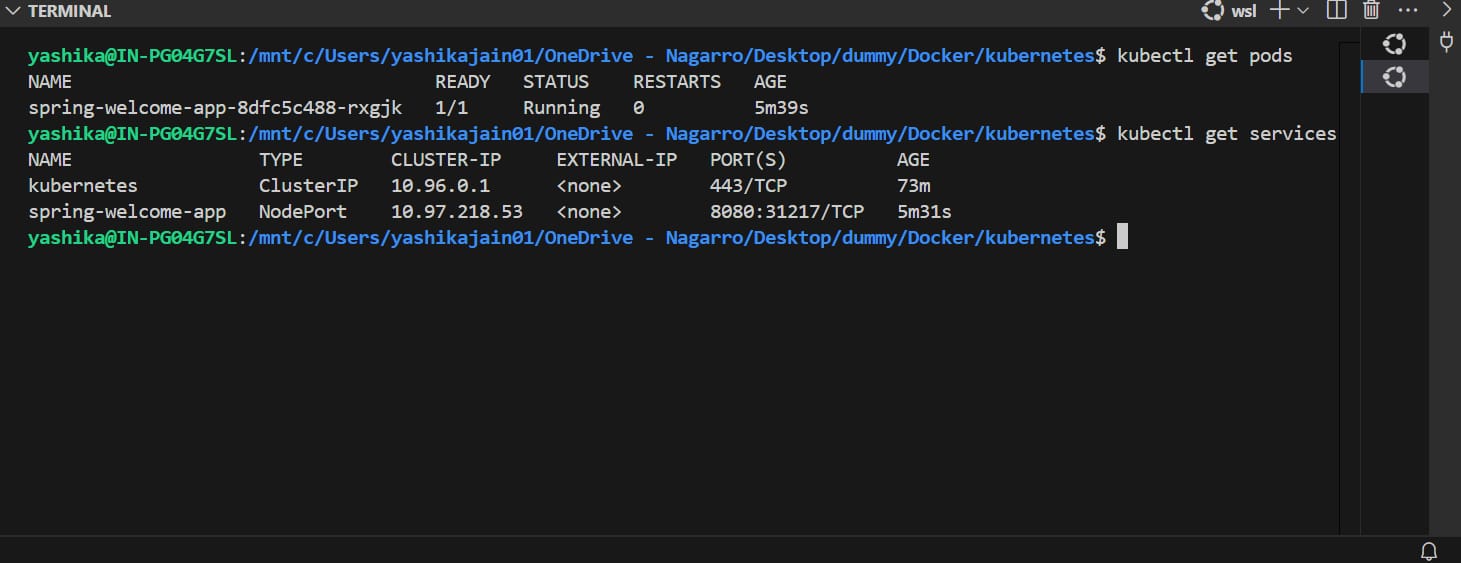 TERMINAL
wsl
yashika@IN-PG04G7SL:/mnt/c/Users/yashikajain01/OneDrive - Nagarro/Desktop/dummy/Docker/kubernetes$ kubectl get pods
NAME                                 READY   STATUS    RESTARTS   AGE
spring-welcome-app-8dfc5c488-rxgjk   1/1     Running   0          5m39s
yashika@IN-PG04G7SL:/mnt/c/Users/yashikajain01/OneDrive - Nagarro/Desktop/dummy/Docker/kubernetes$ kubectl get services
NAME                 TYPE        CLUSTER-IP     EXTERNAL-IP   PORT(S)          AGE
kubernetes           ClusterIP   10.96.0.1      <none>        443/TCP          73m
spring-welcome-app   NodePort    10.97.218.53   <none>        8080:31217/TCP   5m31s
yashika@IN-PG04G7SL:/mnt/c/Users/yashikajain01/OneDrive - Nagarro/Desktop/dummy/Docker/kubernetes$